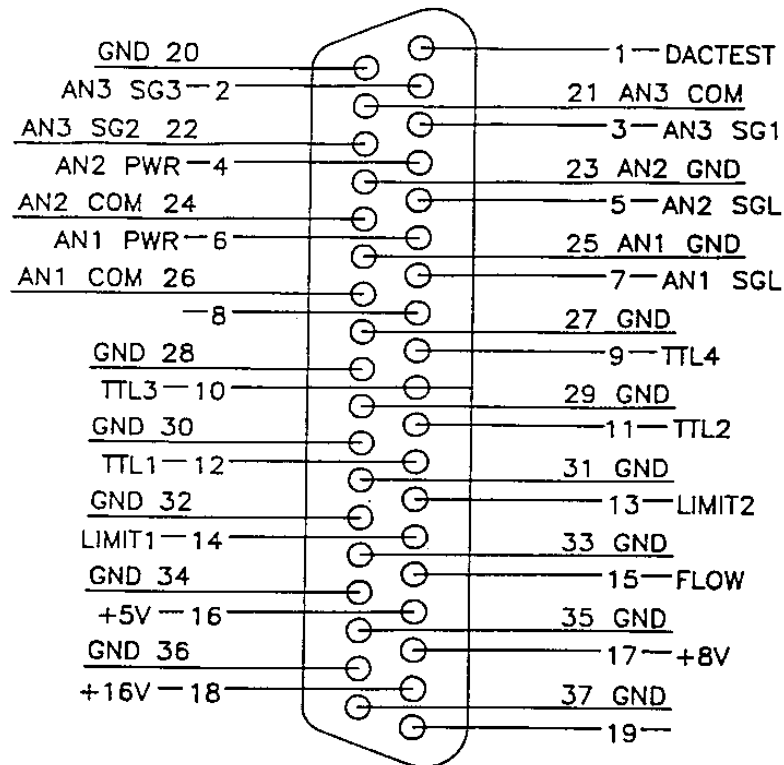 GND 20
1 DACTEST
AN3 SG3 2
21 AN3 COM
AN3 SG2 22
3 AN3 SG1
AN2 PWR 4
23 AN2 GND
AN2 COM 24
5 AN2 SGL
AN1 PWR 6
25 AN1 GND
AN1 COM 26
7 AN1 SGL
8
27 GND
GND 28
9 TTL4
TTL3 10
29 GND
GND 30
11 TTL2
TTL1 12
31 GND
GND 32
13 LIMIT2
LIMIT1 14
33 GND
GND 34
15 FLOW
+5V 16
35 GND
GND 36
17 +8V
+16V 18
37 GND
19